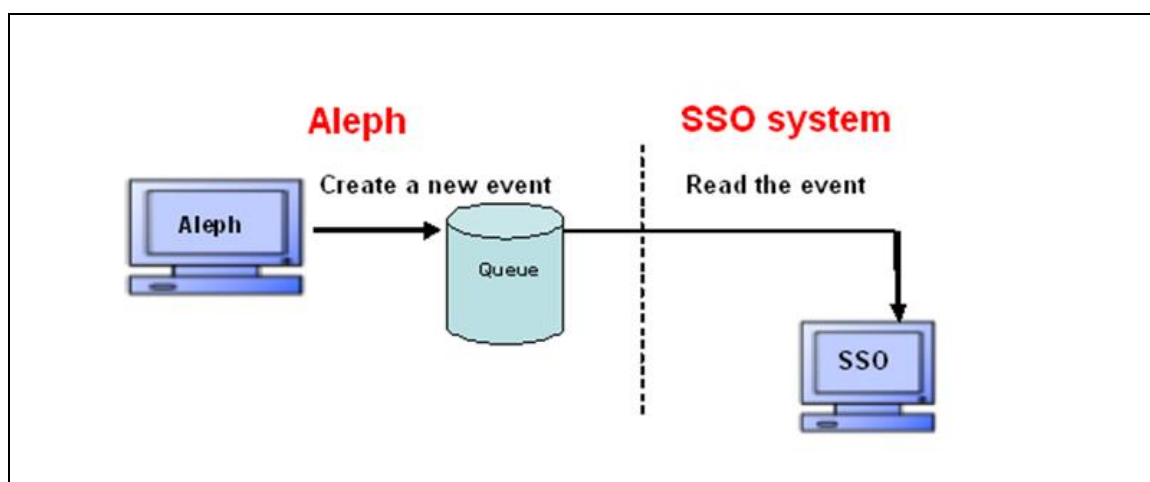 Aleph
SSO system
Create a new event
Read the event
Aleph
Queue
SSO